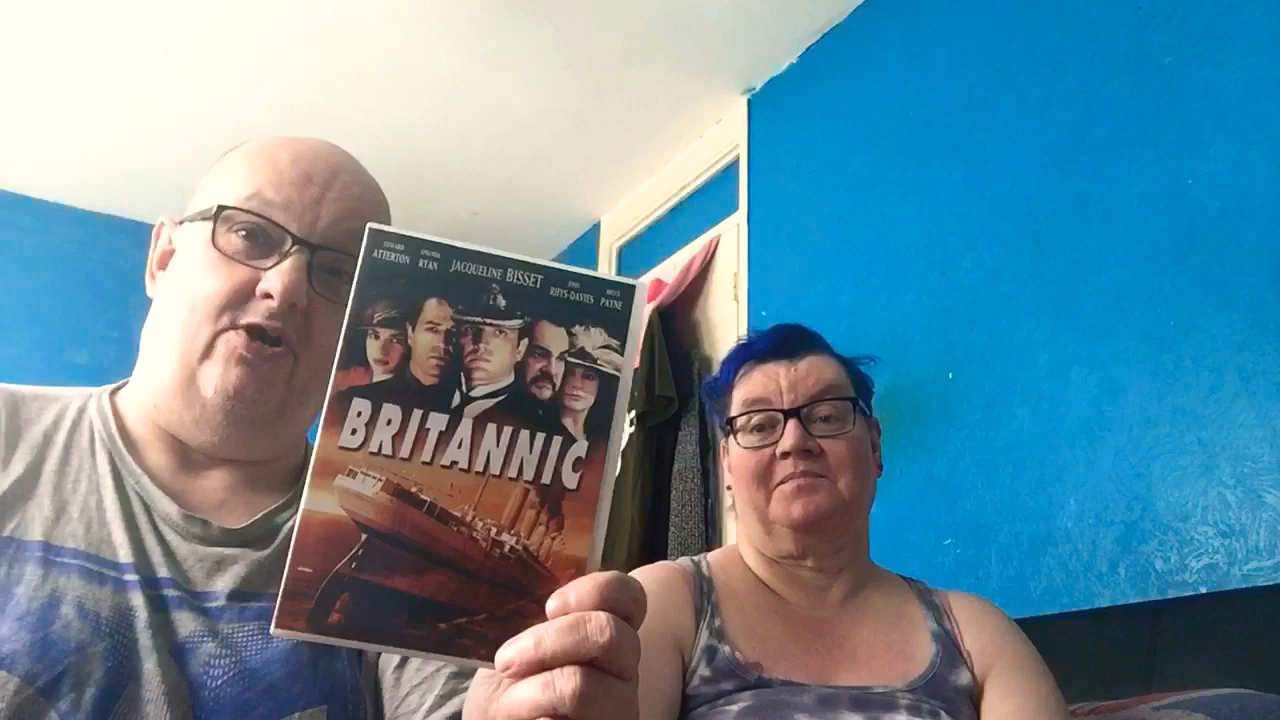 EDWARD ATTERTON
AMANDA RYAN
JACQUELINE BISSET
JOHN RHYS-DAVIES
BRUCE PAYNE
BRITANNIC